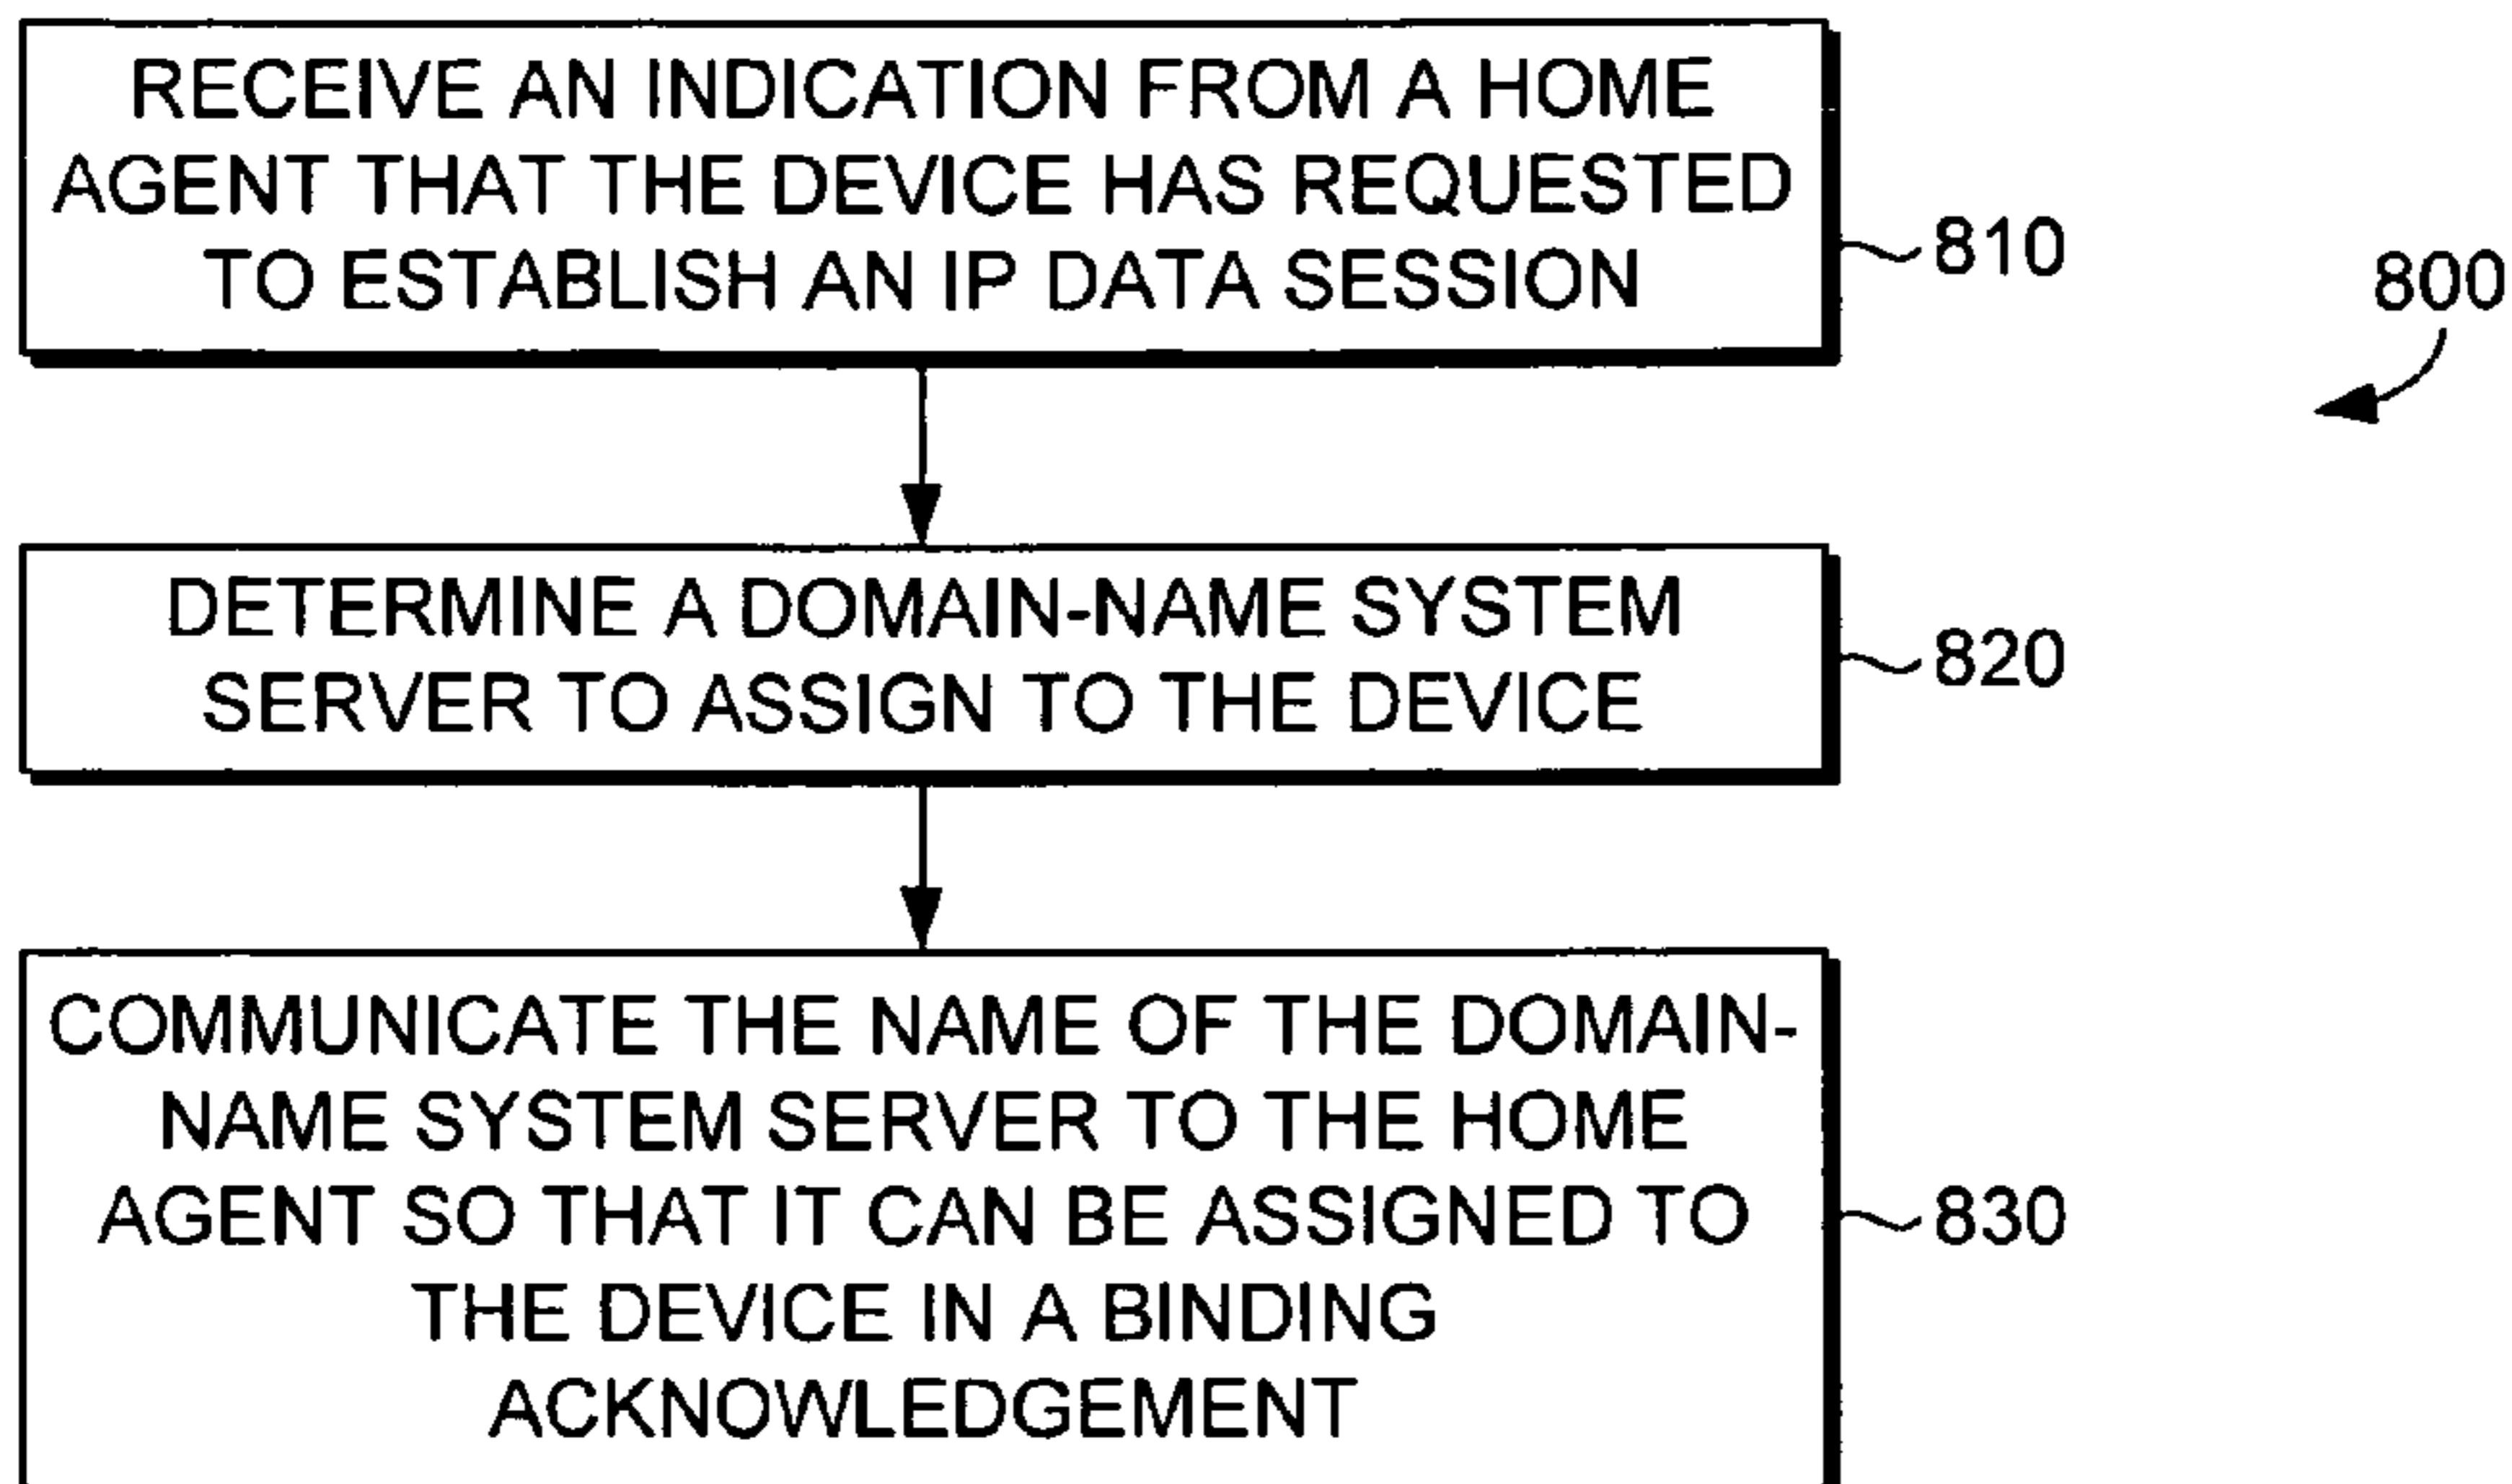 RECEIVE AN INDICATION FROM A HOME
AGENT THAT THE DEVICE HAS REQUESTED
TO ESTABLISH AN IP DATA SESSION
810
800
DETERMINE A DOMAIN-NAME SYSTEM
SERVER TO ASSIGN TO THE DEVICE
820
COMMUNICATE THE NAME OF THE DOMAIN-
NAME SYSTEM SERVER TO THE HOME
AGENT SO THAT IT CAN BE ASSIGNED TO
THE DEVICE IN A BINDING
ACKNOWLEDGEMENT
830